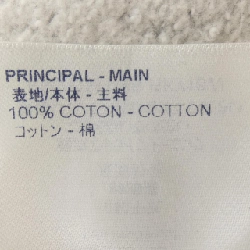 PRINCIPAL - MAIN
表地/本体 - 主料
100% COTON - COTTON
コットン - 棉